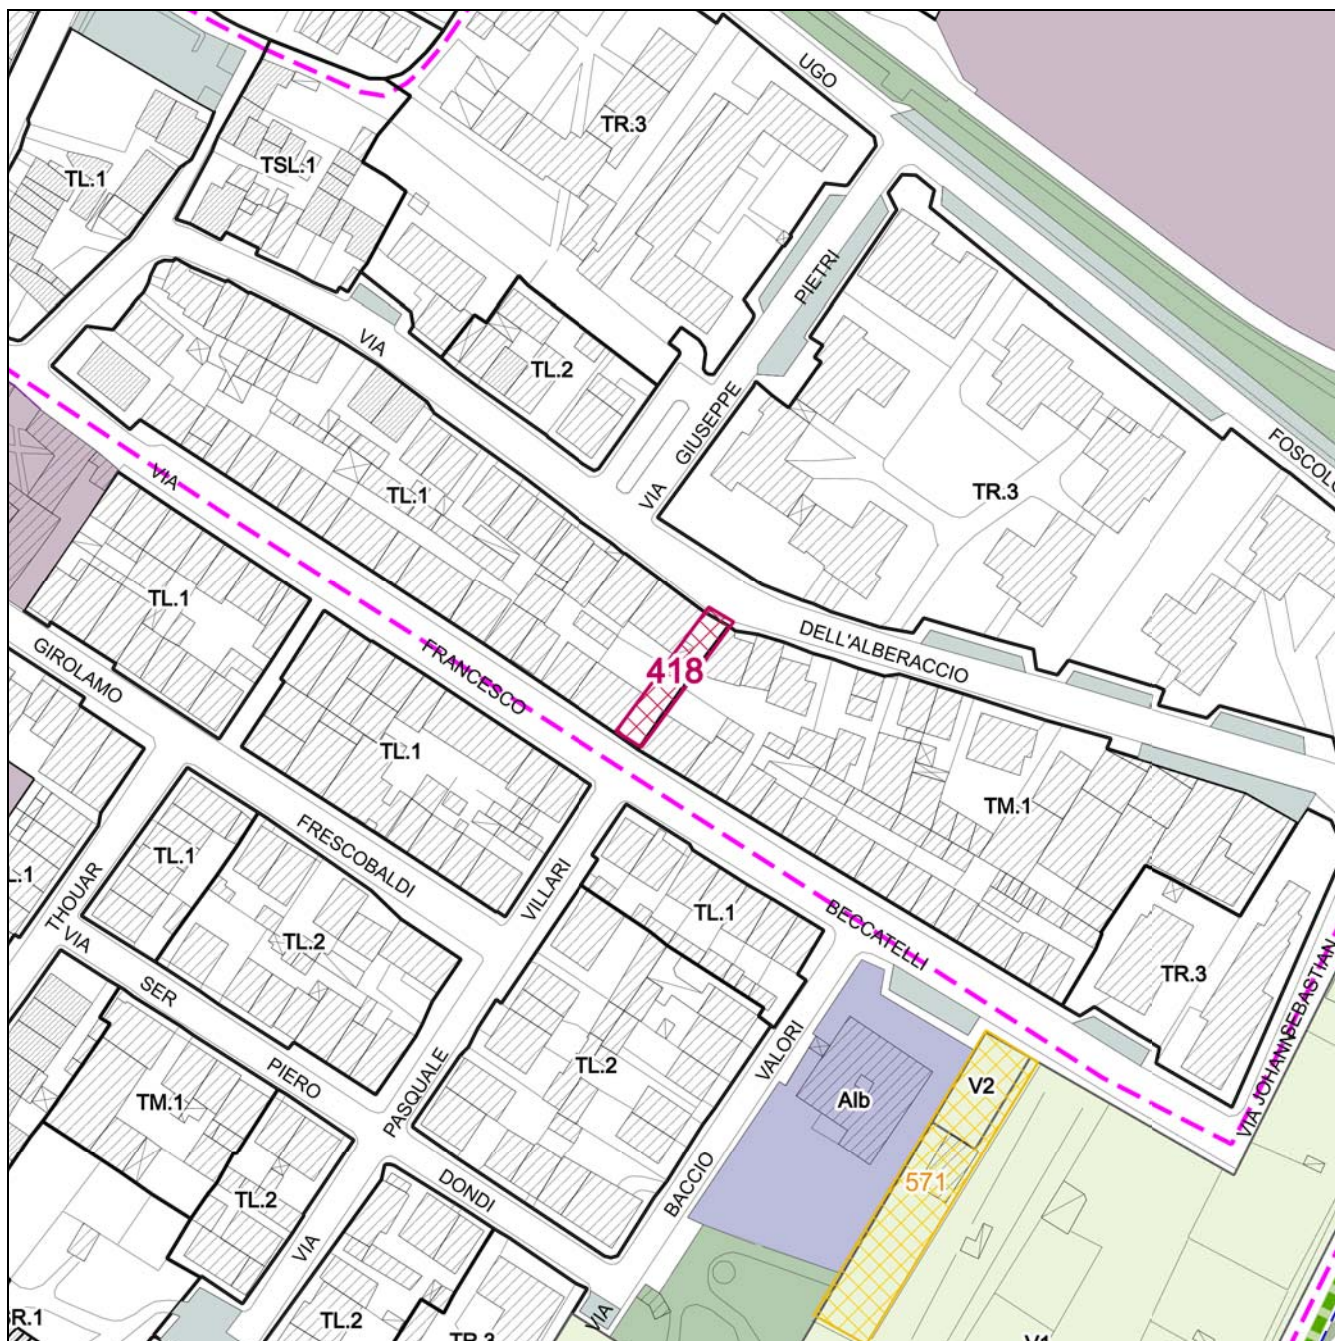 UGO
TR.3
TSL.1
TL.1
PIETRI
VIA
TL.2
GIUSEPPE
FOSCOLO
VIA
TL.1
TR.3
VIA
TL.1
DELL'ALBERACCIO
GIROLAMO
FRANCESCO
418
TL.1
TM.1
FRESCOBALDI
TL.1
L.1
THOUAR
VILLARI
TL.1
BECCATELLI
VIA
TL.2
TR.3
VIA JOHANN SEBASTIAN
SER
PIERO
VALORI
TL.2
V2
Alb
TM.1
PASQUALE
571
BACCIO
DONDI
TL.2
VIA
VIA
R.1
TL.2
TR.3
V1